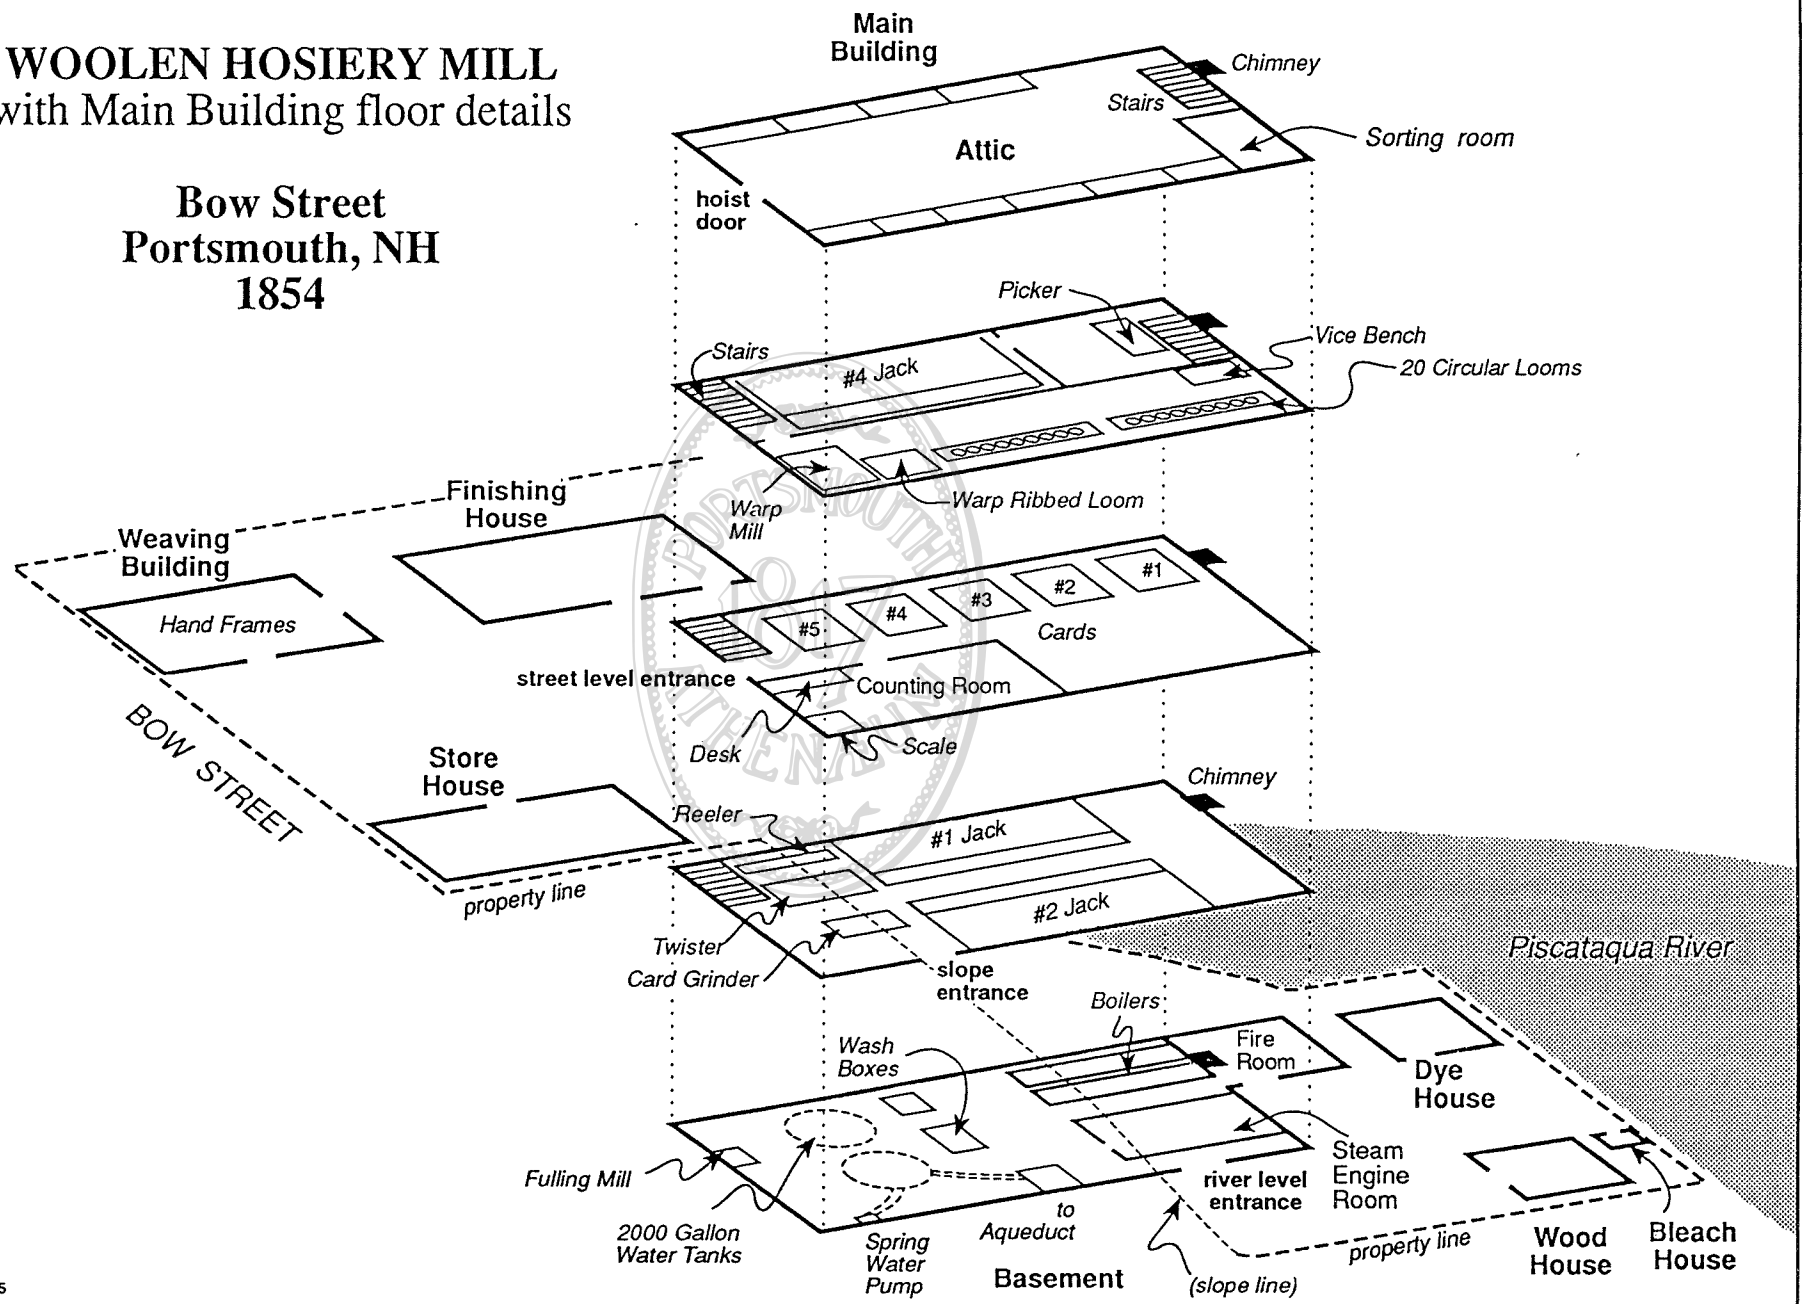 WOOLEN HOSIERY MILL
with Main Building floor details
Bow Street
Portsmouth, NH
1854
Main
Building
Chimney
Stairs
Attic
Sorting room
hoist
door
Picker
Vice Bench
20 Circular Looms
Stairs
#4 Jack
Warp
Mill
Warp Ribbed Loom
Finishing
House
Weaving
Building
Hand Frames
#1
#2
#3
#4
#5
Cards
street level entrance
Counting Room
Desk
Scale
BOW STREET
Store
House
property line
Chimney
Reeler
#1 Jack
#2 Jack
Twister
Card Grinder
slope
entrance
Piscataqua River
Boilers
Wash
Boxes
Fire
Room
Dye
House
Fulling Mill
2000 Gallon
Water Tanks
Spring
Water
Pump
to
Aqueduct
Basement
river level
entrance
Steam
Engine
Room
(slope line)
property line
Wood
House
Bleach
House
PORTSMOUTH
1817
ATHENAEUM
5